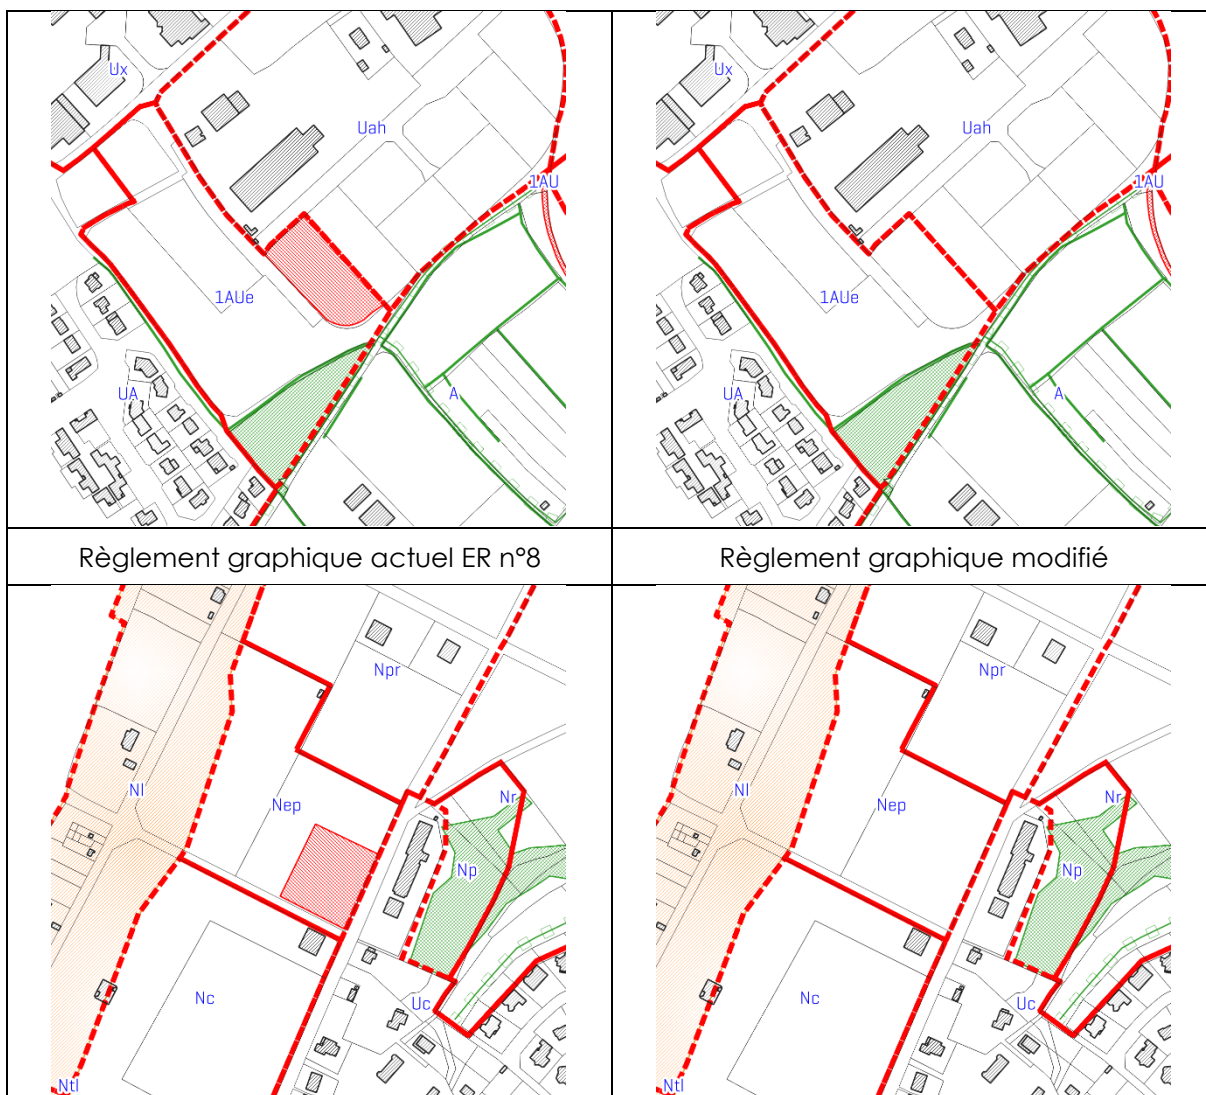 Ux
Uah
1AU
1AUe
UA
A
Ux
Uah
1AU
1AUe
UA
A
Règlement graphique actuel ER n°8
Règlement graphique modifié
Npr
Nl
Nep
Nr
Np
Nc
Uc
Ntl
Npr
Nl
Nep
Nr
Np
Nc
Uc
Ntl